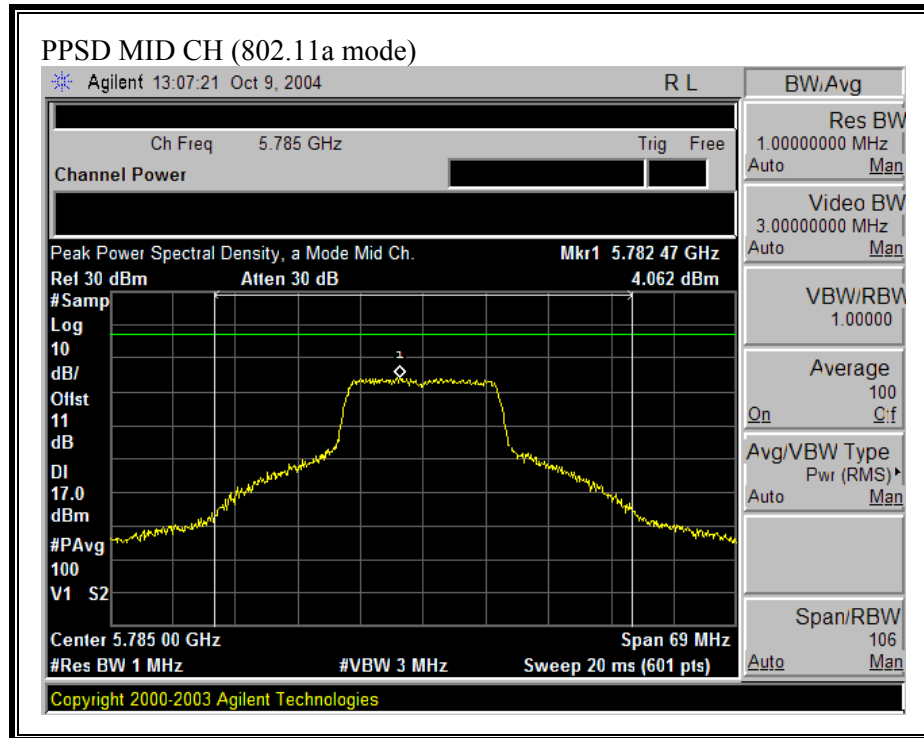 PPSD MID CH (802.11a mode)
Agilent 13:07:21 Oct 9, 2004 R L
Ch Freq 5.785 GHz Trig Free
Channel Power
Peak Power Spectral Density, a Mode Mid Ch. Mkr1 5.782 47 GHz
Ref 30 dBm Atten 30 dB 4.062 dBm
#Samp
Log
10
dB/
Offst
11
dB
DI
17.0
dBm
#PAvg
100
V1 S2
1
Center 5.785 00 GHz Span 69 MHz
#Res BW 1 MHz #VBW 3 MHz Sweep 20 ms (601 pts)
Copyright 2000-2003 Agilent Technologies
BW/Avg
Res BW
1.00000000 MHz
Auto Man
Video BW
3.00000000 MHz
Auto Man
VBW/RBW
1.00000
Average
100
On Off
Avg/VBW Type
Pwr (RMS)
Auto Man
Span/RBW
106
Auto Man